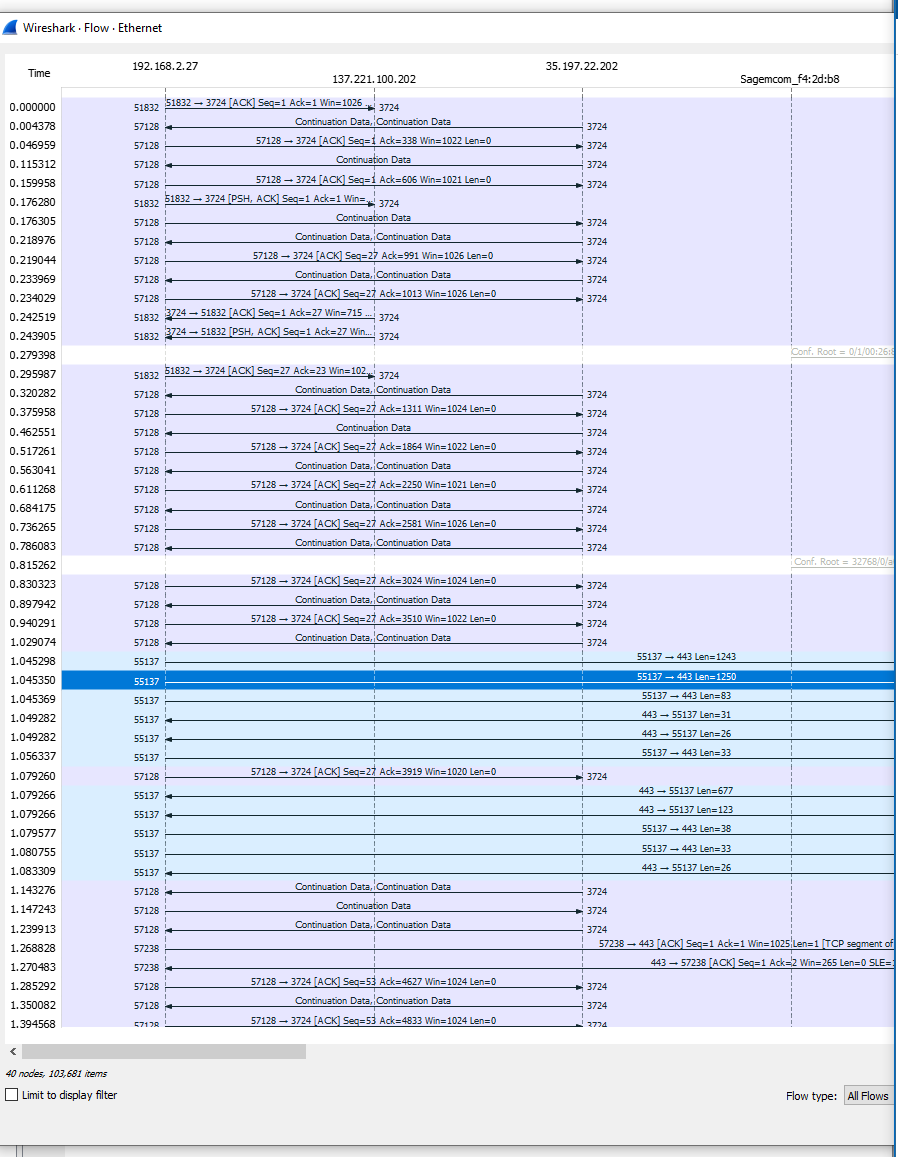 Wireshark · Flow · Ethernet
Time
192.168.2.27
137.221.100.202
35.197.22.202
Sagemcom_f4:2d:b8
0.000000 51832 51832 → 3724 [ACK] Seq=1 Ack=1 Win=1026 ... 3724
0.004378 57128 Continuation Data, Continuation Data 3724
0.046959 57128 57128 → 3724 [ACK] Seq=1 Ack=338 Win=1022 Len=0 3724
0.115312 57128 Continuation Data 3724
0.159958 57128 57128 → 3724 [ACK] Seq=1 Ack=606 Win=1021 Len=0 3724
0.176280 51832 51832 → 3724 [PSH, ACK] Seq=1 Ack=1 Win=... 3724
0.176305 57128 Continuation Data 3724
0.218976 57128 Continuation Data, Continuation Data 3724
0.219044 57128 57128 → 3724 [ACK] Seq=27 Ack=991 Win=1026 Len=0 3724
0.233969 57128 Continuation Data, Continuation Data 3724
0.234029 57128 57128 → 3724 [ACK] Seq=27 Ack=1013 Win=1026 Len=0 3724
0.242519 51832 3724 → 51832 [ACK] Seq=1 Ack=27 Win=715 ... 3724
0.243905 51832 3724 → 51832 [PSH, ACK] Seq=1 Ack=27 Win... 3724
0.279398 Conf. Root = 0/1/00:26:
0.295987 51832 51832 → 3724 [ACK] Seq=27 Ack=23 Win=102... 3724
0.320282 57128 Continuation Data, Continuation Data 3724
0.375958 57128 57128 → 3724 [ACK] Seq=27 Ack=1311 Win=1024 Len=0 3724
0.462551 57128 Continuation Data 3724
0.517261 57128 57128 → 3724 [ACK] Seq=27 Ack=1864 Win=1022 Len=0 3724
0.563041 57128 Continuation Data, Continuation Data 3724
0.611268 57128 57128 → 3724 [ACK] Seq=27 Ack=2250 Win=1021 Len=0 3724
0.684175 57128 Continuation Data, Continuation Data 3724
0.736265 57128 57128 → 3724 [ACK] Seq=27 Ack=2581 Win=1026 Len=0 3724
0.786083 57128 Continuation Data, Continuation Data 3724
0.815262 Conf. Root = 32768/0/a
0.830323 57128 57128 → 3724 [ACK] Seq=27 Ack=3024 Win=1024 Len=0 3724
0.897942 57128 Continuation Data, Continuation Data 3724
0.940291 57128 57128 → 3724 [ACK] Seq=27 Ack=3510 Win=1022 Len=0 3724
1.029074 57128 Continuation Data, Continuation Data 3724
1.045298 55137 55137 → 443 Len=1243
1.045350 55137 55137 → 443 Len=1250
1.045369 55137 55137 → 443 Len=83
1.049282 55137 443 → 55137 Len=31
1.049282 55137 443 → 55137 Len=26
1.056337 55137 55137 → 443 Len=33
1.079260 57128 57128 → 3724 [ACK] Seq=27 Ack=3919 Win=1020 Len=0 3724
1.079266 55137 443 → 55137 Len=677
1.079266 55137 443 → 55137 Len=123
1.079577 55137 55137 → 443 Len=38
1.080755 55137 55137 → 443 Len=33
1.083309 55137 443 → 55137 Len=26
1.143276 57128 Continuation Data, Continuation Data 3724
1.147243 57128 Continuation Data 3724
1.239913 57128 Continuation Data, Continuation Data 3724
1.268828 57238 57238 → 443 [ACK] Seq=1 Ack=1 Win=1025 Len=1 [TCP segment of
1.270483 57238 443 → 57238 [ACK] Seq=1 Ack=2 Win=265 Len=0 SLE=
1.285292 57128 57128 → 3724 [ACK] Seq=53 Ack=4627 Win=1024 Len=0 3724
1.350082 57128 Continuation Data, Continuation Data 3724
1.394568 57128 57128 → 3724 [ACK] Seq=53 Ack=4833 Win=1024 Len=0 3724
40 nodes, 103,681 items
Limit to display filter
Flow type: All Flows